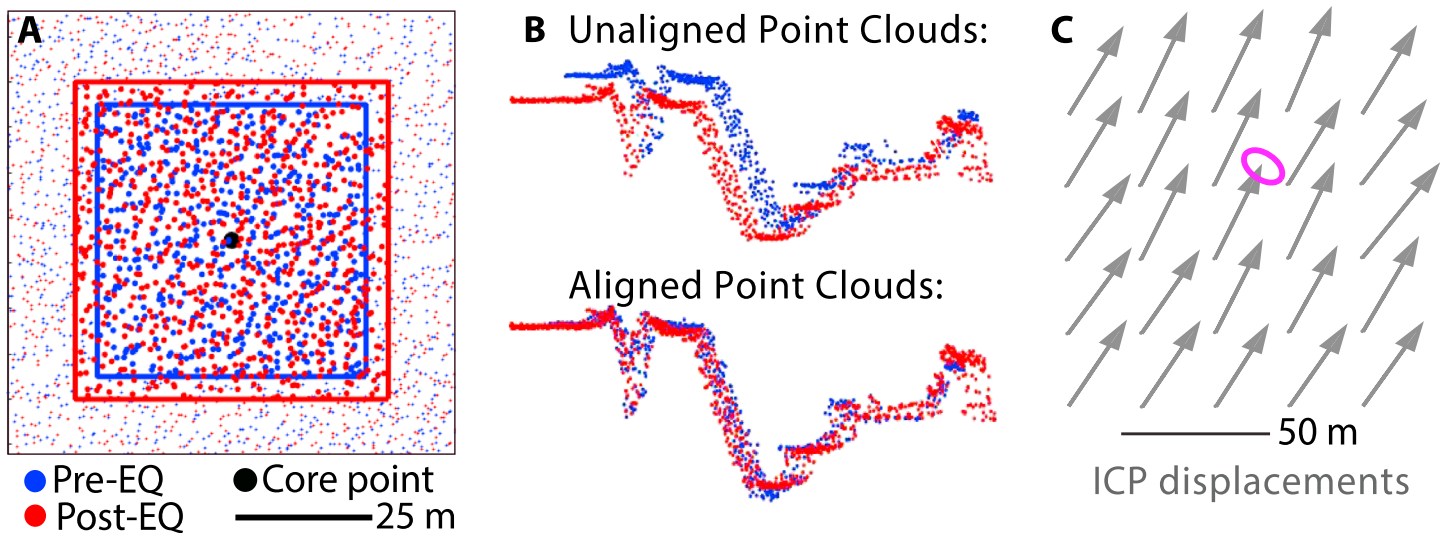 A
Pre-EQ
Core point
Post-EQ
25 m
B Unaligned Point Clouds:
Aligned Point Clouds:
C
50 m
ICP displacements